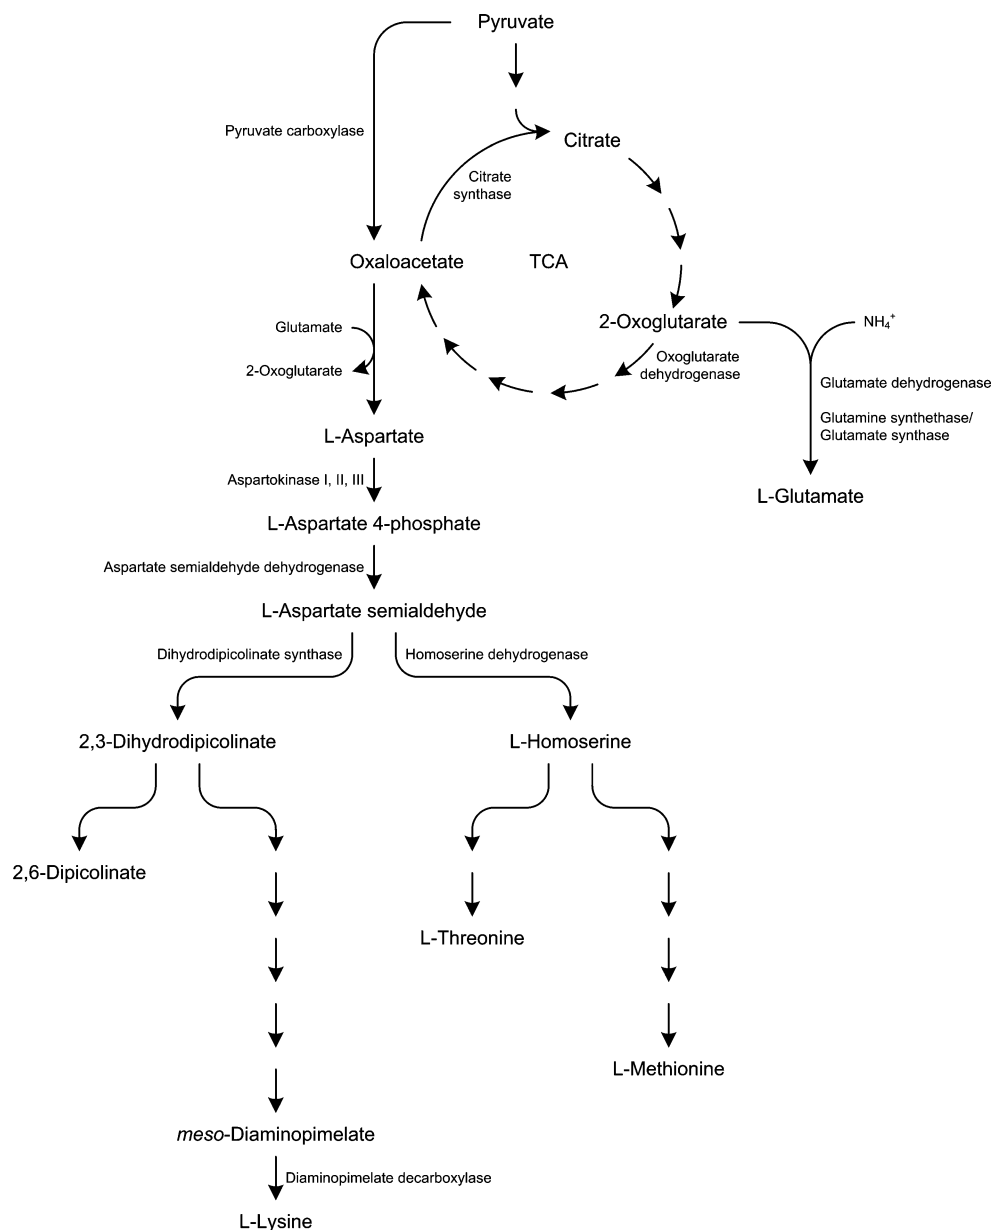 Pyruvate
Pyruvate carboxylase
Citrate
Citrate
synthase
Oxaloacetate
TCA
2-Oxoglutarate
NH₄⁺
Glutamate
2-Oxoglutarate
Oxoglutarate
dehydrogenase
Glutamate dehydrogenase
Glutamine synthethase/
Glutamate synthase
L-Aspartate
Aspartokinase I, II, III
L-Glutamate
L-Aspartate 4-phosphate
Aspartate semialdehyde dehydrogenase
L-Aspartate semialdehyde
Dihydrodipicolinate synthase
Homoserine dehydrogenase
2,3-Dihydrodipicolinate
L-Homoserine
2,6-Dipicolinate
L-Threonine
L-Methionine
meso-Diaminopimelate
Diaminopimelate decarboxylase
L-Lysine